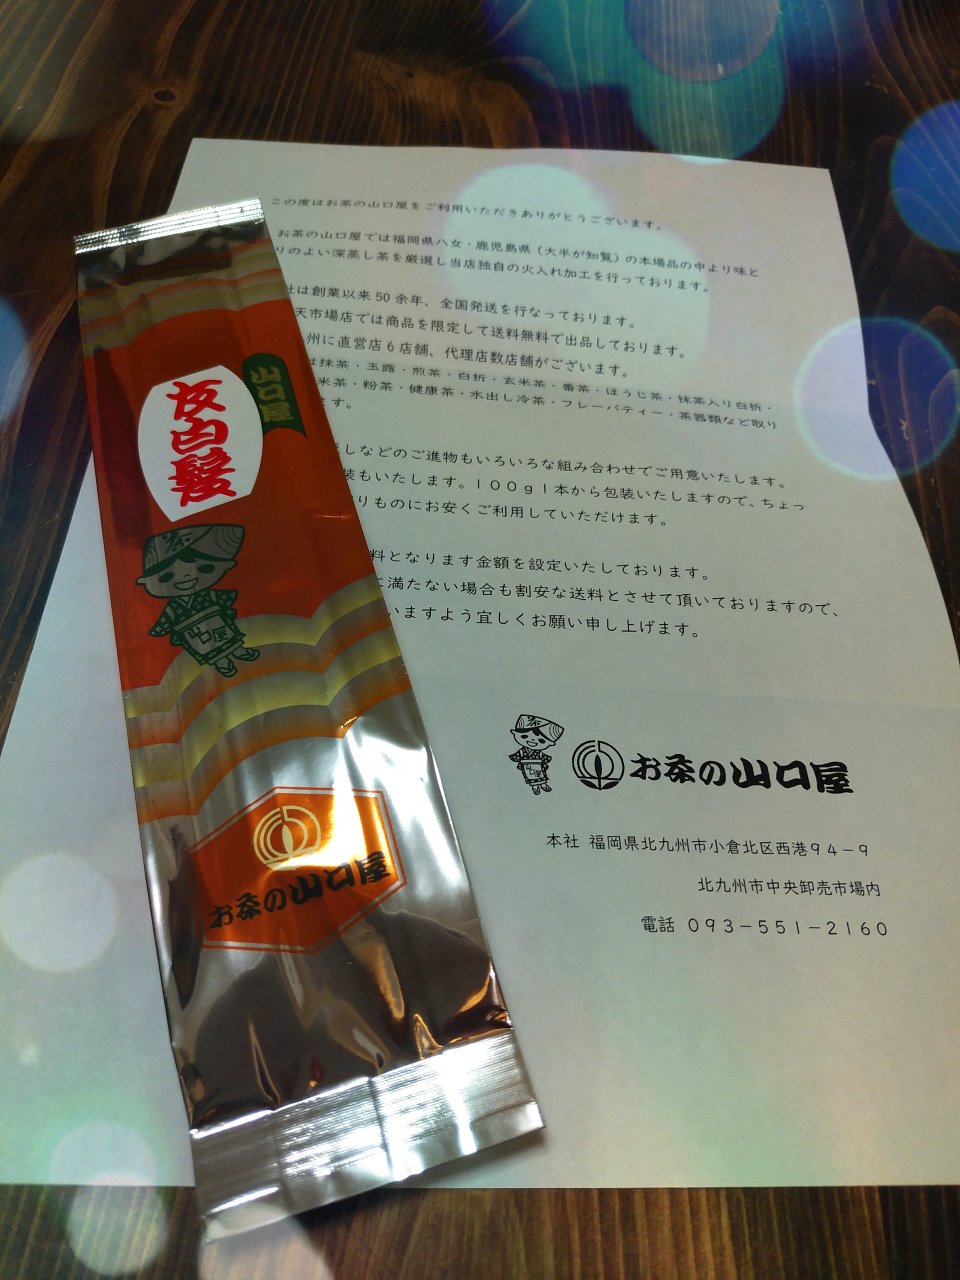 この度はお茶の山口屋をご利用いただきありがとうございます。
お茶の山口屋では福岡県八女・鹿児島県（大半が知覧）の本場品の中より味と
りのよい深蒸し茶を厳選し当店独自の火入れ加工を行っております。
社は創業以来50余年、全国発送を行なっております。
天市場店では商品を限定して送料無料で出品しております。
州に直営店6店舗、代理店数店舗がございます。
は抹茶・玉露・煎茶・白折・玄米茶・番茶・ほうじ茶・抹茶入り白折・
米茶・粉茶・健康茶・水出し冷茶・フレーバティー・茶器類など取り
ます。
しなどのご進物もいろいろな組み合わせでご用意いたします。
装もいたします。１００ｇ１本から包装いたしますので、ちょっ
りものにお安くご利用していただけます。
料となります金額を設定いたしております。
に満たない場合も割安な送料とさせて頂いておりますので、
いますよう宜しくお願い申し上げます。
茶
山口屋
お茶の山口屋
本社 福岡県北九州市小倉北区西港９４－９
北九州市中央卸売市場内
電話 ０９３－５５１－２１６０
山口屋
白髪
茶
山口屋
お茶の山口屋